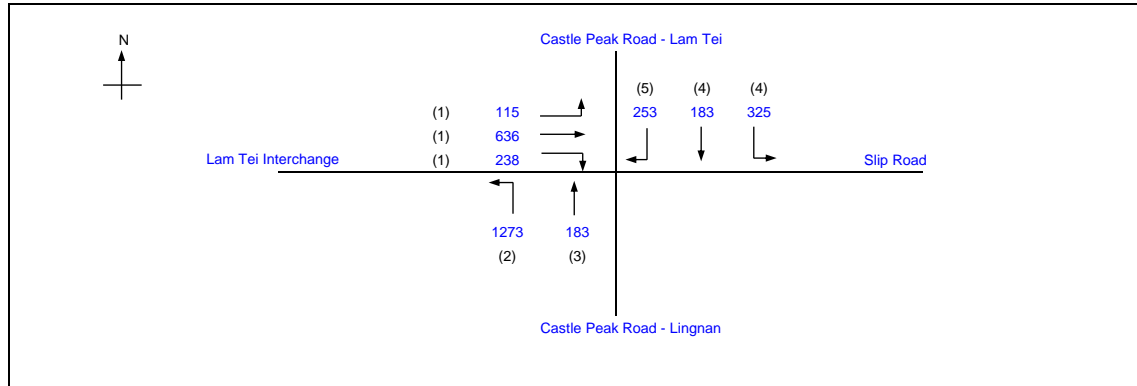 N
Castle Peak Road - Lam Tei
(5) (4) (4)
(1) 115 253 183 325
(1) 636
Lam Tei Interchange (1) 238 Slip Road
1273 183
(2) (3)
Castle Peak Road - Lingnan